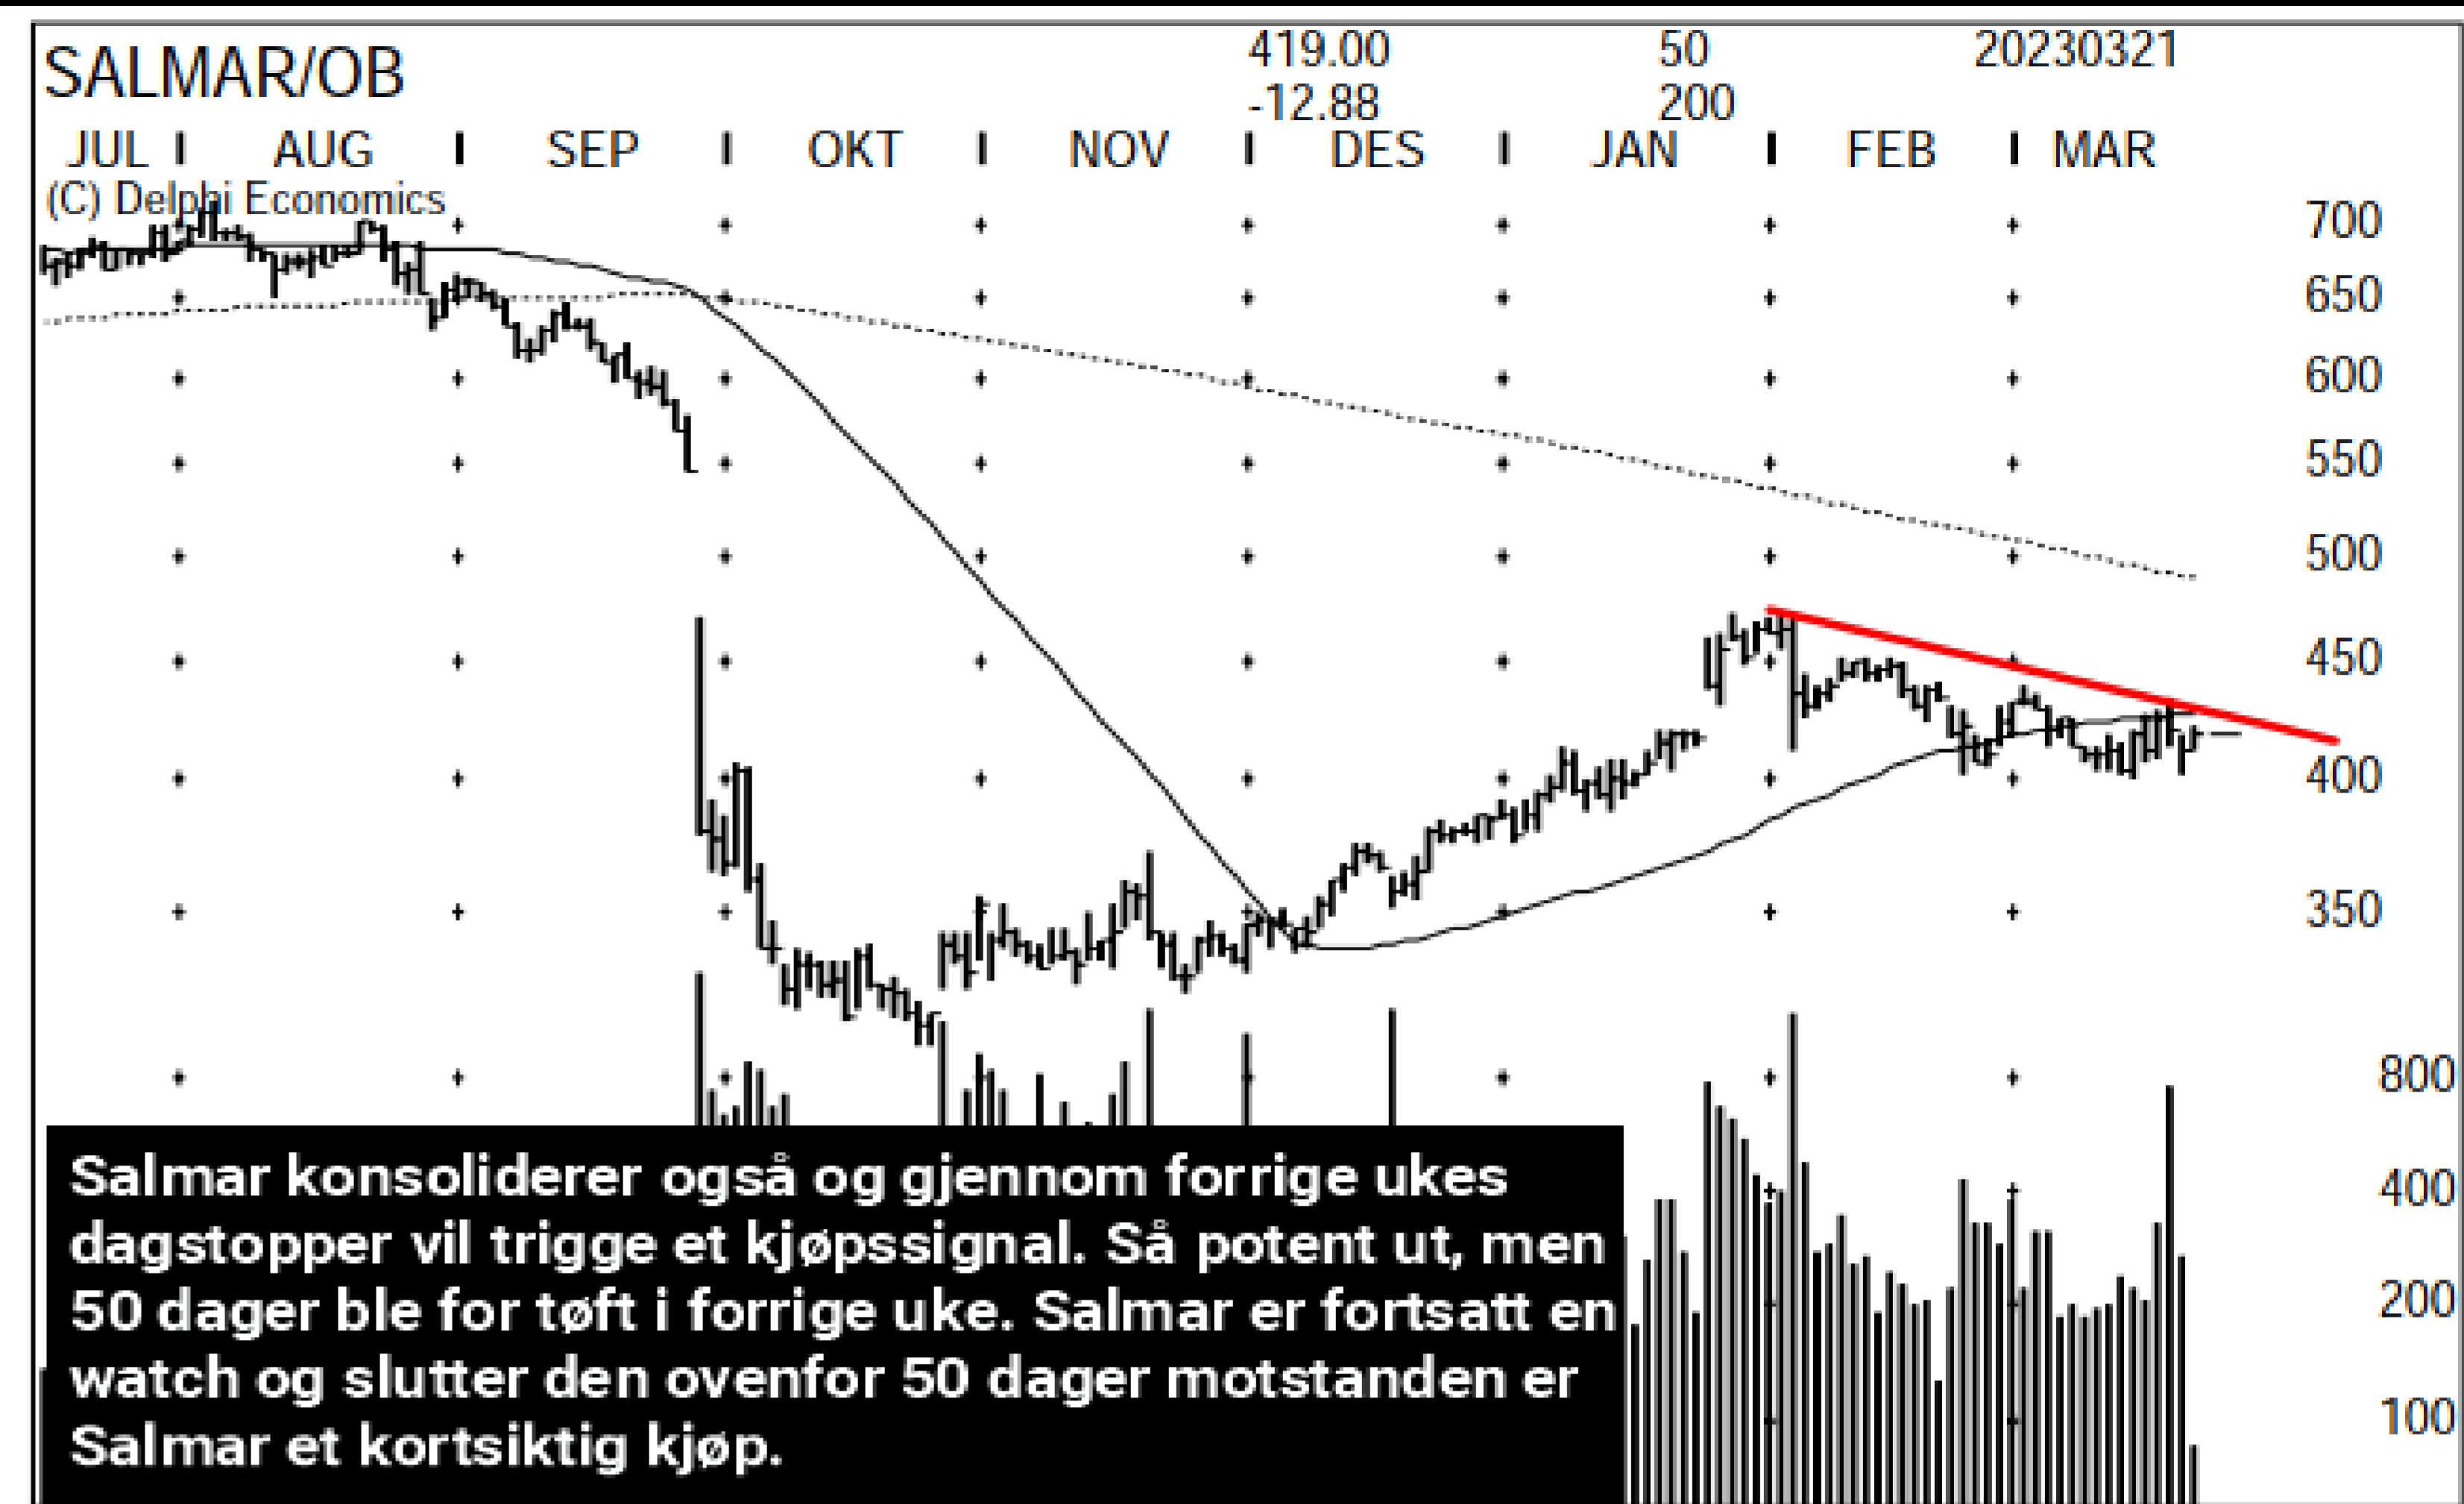 SALMAR/OB 419.00 50 20230321
-12.88 200
JUL AUG SEP OKT NOV DES JAN FEB MAR
(C) Delphi Economics
700
650
600
550
500
450
400
350
800
400
200
100
Salmar konsoliderer også og gjennom forrige ukes
dagstopper vil trigge et kjøpssignal. Så potent ut, men
50 dager ble for tøft i forrige uke. Salmar er fortsatt en
watch og slutter den ovenfor 50 dager motstanden er
Salmar et kortsiktig kjøp.